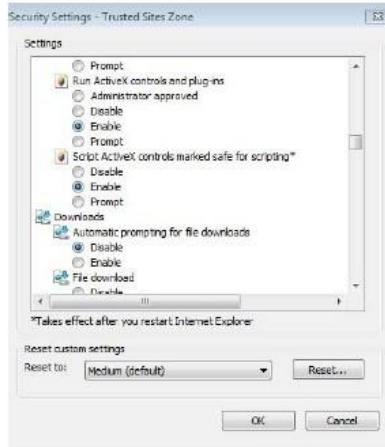 Security Settings - Trusted Sites Zone
Settings
Prompt
Run ActiveX controls and plug-ins
Administrator approved
Disable
Enable
Prompt
Script ActiveX controls marked safe for scripting*
Disable
Enable
Prompt
Downloads
Automatic prompting for file downloads
Disable
Enable
File download
Disable
*Takes effect after you restart Internet Explorer
Reset custom settings
Reset to: Medium (default) Reset...
OK Cancel